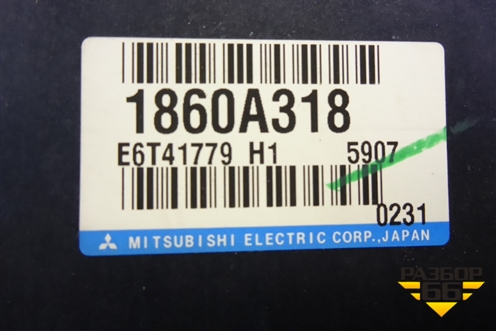 1860A318
E6T41779 H1 5907
0231
MITSUBISHI ELECTRIC CORP.,JAPAN
РАЗБОР
66